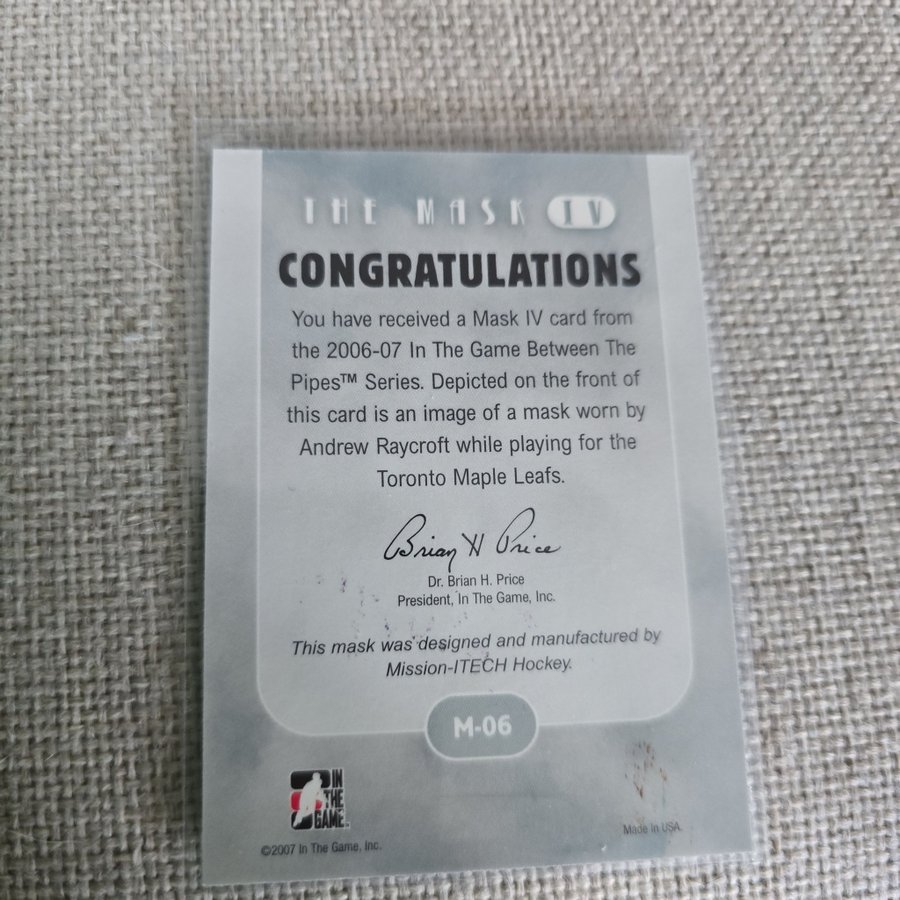 THE MASK IV
CONGRATULATIONS
You have received a Mask IV card from
the 2006-07 In The Game Between The
Pipes™ Series. Depicted on the front of
this card is an image of a mask worn by
Andrew Raycroft while playing for the
Toronto Maple Leafs.
Brian H Price
Dr. Brian H. Price
President, In The Game, Inc.
This mask was designed and manufactured by
Mission-ITECH Hockey.
M-06
IN
THE
GAME
©2007 In The Game, Inc.
Made in USA.